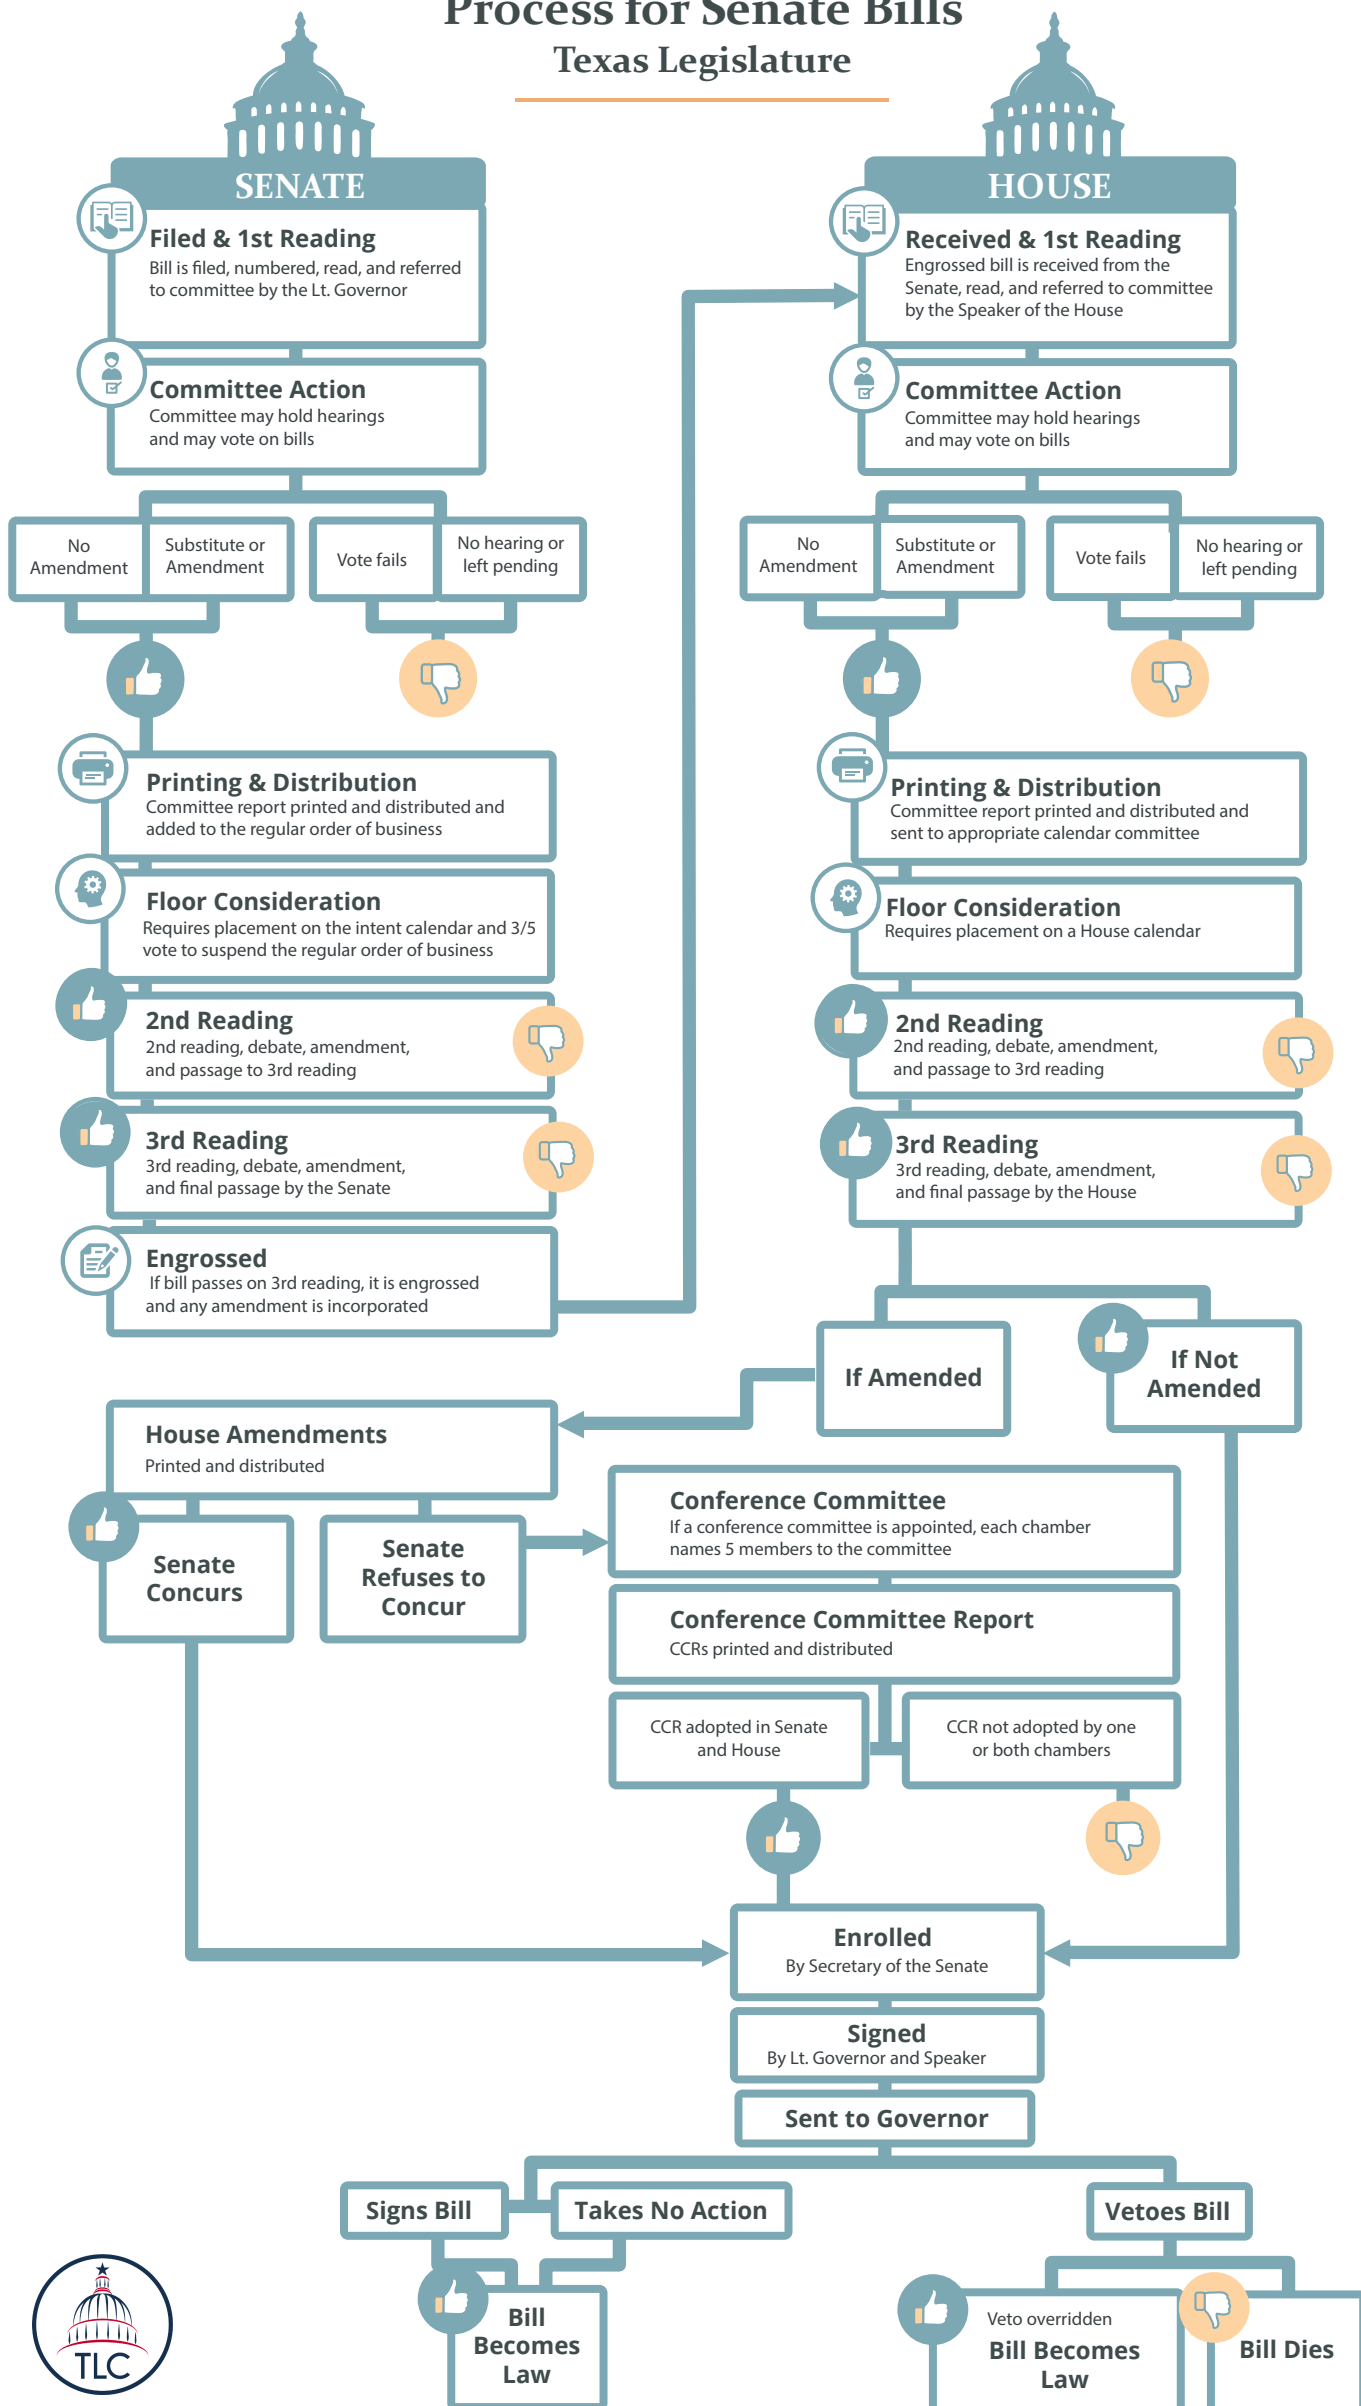 Process for Senate Bills
Texas Legislature
SENATE
Filed & 1st Reading
Bill is filed, numbered, read, and referred
to committee by the Lt. Governor
Committee Action
Committee may hold hearings
and may vote on bills
No
Amendment
Substitute or
Amendment
Vote fails
No hearing or
left pending
Printing & Distribution
Committee report printed and distributed and
added to the regular order of business
Floor Consideration
Requires placement on the intent calendar and 3/5
vote to suspend the regular order of business
2nd Reading
2nd reading, debate, amendment,
and passage to 3rd reading
3rd Reading
3rd reading, debate, amendment,
and final passage by the Senate
Engrossed
If bill passes on 3rd reading, it is engrossed
and any amendment is incorporated
HOUSE
Received & 1st Reading
Engrossed bill is received from the
Senate, read, and referred to committee
by the Speaker of the House
Committee Action
Committee may hold hearings
and may vote on bills
No
Amendment
Substitute or
Amendment
Vote fails
No hearing or
left pending
Printing & Distribution
Committee report printed and distributed and
sent to appropriate calendar committee
Floor Consideration
Requires placement on a House calendar
2nd Reading
2nd reading, debate, amendment,
and passage to 3rd reading
3rd Reading
3rd reading, debate, amendment,
and final passage by the House
If Amended
If Not
Amended
House Amendments
Printed and distributed
Senate
Concurs
Senate
Refuses to
Concur
Conference Committee
If a conference committee is appointed, each chamber
names 5 members to the committee
Conference Committee Report
CCRs printed and distributed
CCR adopted in Senate
and House
CCR not adopted by one
or both chambers
Enrolled
By Secretary of the Senate
Signed
By Lt. Governor and Speaker
Sent to Governor
Signs Bill
Takes No Action
Vetoes Bill
Bill
Becomes
Law
Veto overridden
Bill Becomes
Law
Bill Dies
TLC